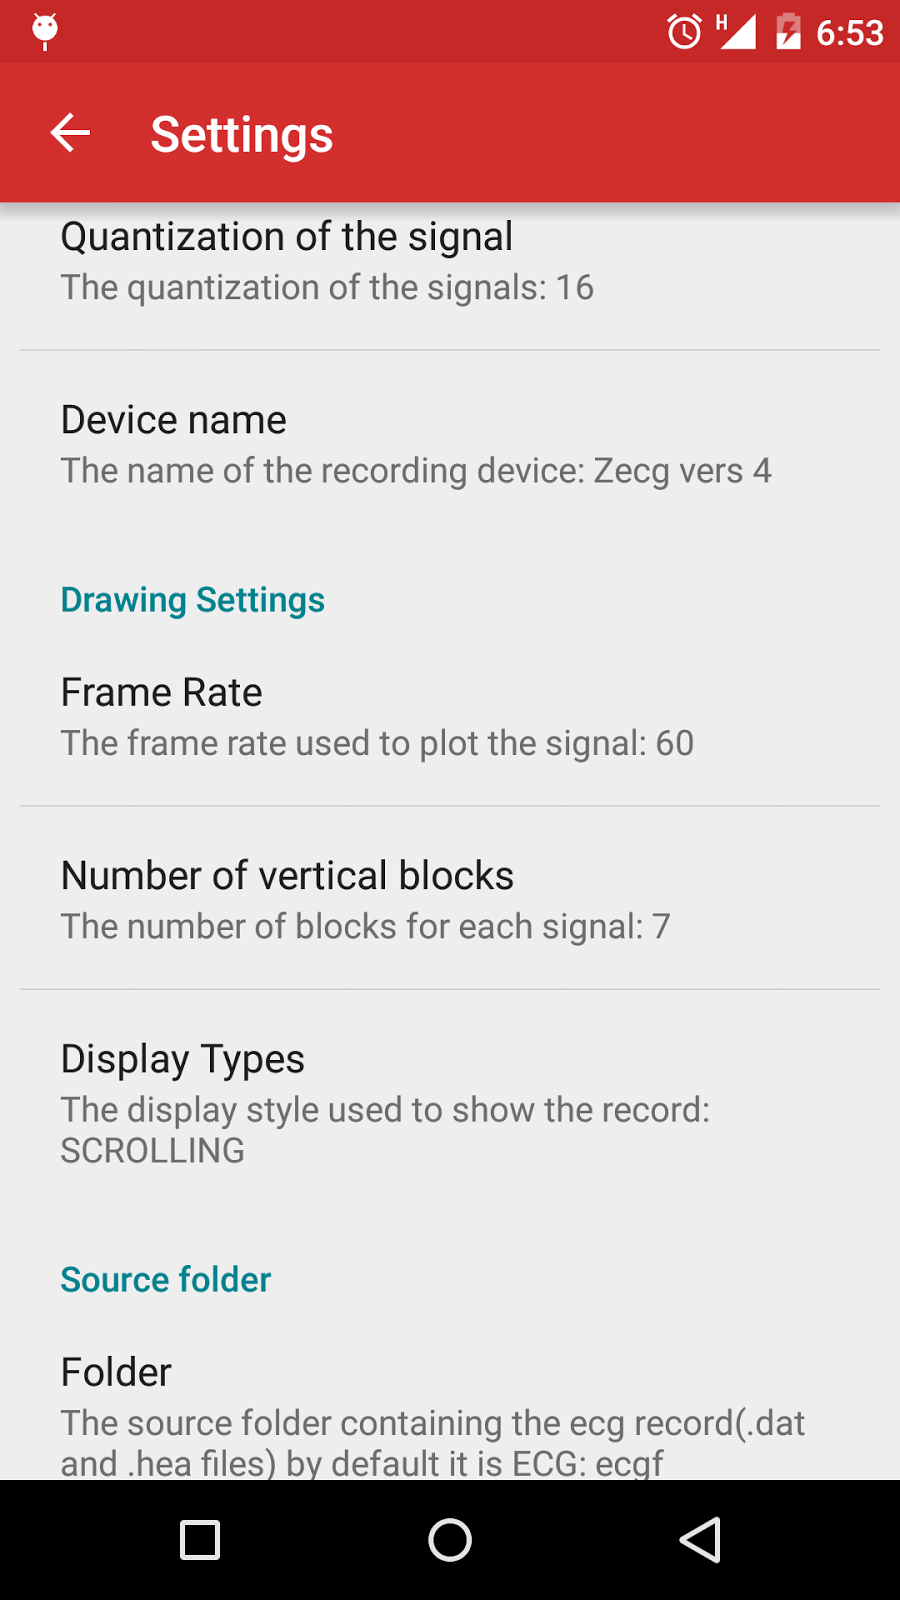 H 6:53
Settings
Quantization of the signal
The quantization of the signals: 16
Device name
The name of the recording device: Zecg vers 4
Drawing Settings
Frame Rate
The frame rate used to plot the signal: 60
Number of vertical blocks
The number of blocks for each signal: 7
Display Types
The display style used to show the record:
SCROLLING
Source folder
Folder
The source folder containing the ecg record(.dat
and .hea files) by default it is ECG: ecgf